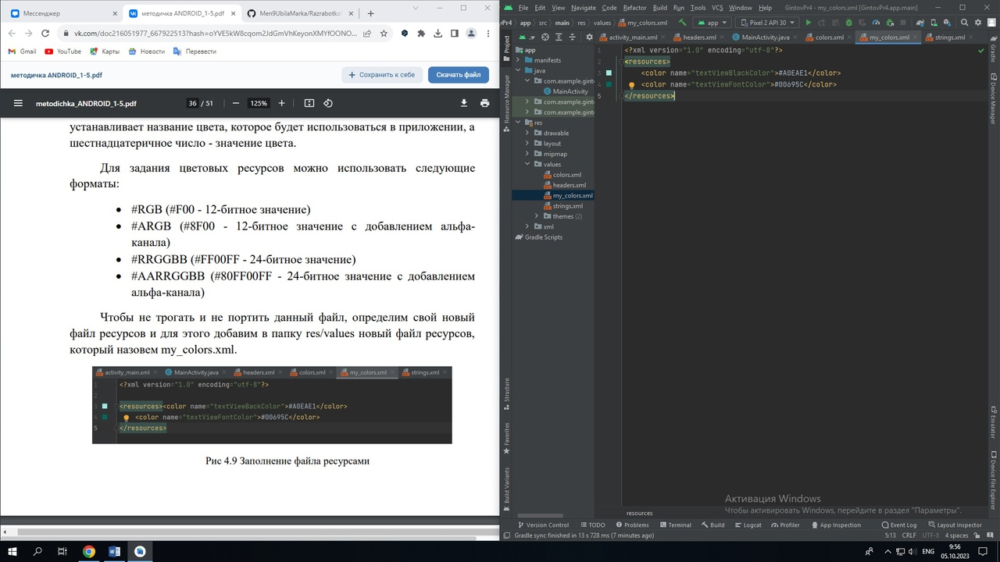 Мессенджер
методичка ANDROID_1-5.pdf
Men9UbilaMarka/Razrabotka
vk.com/doc216051977_667922513?hash=oYVE5kW8cqom2JdGmVhKeyonXMYfOONO...
Gmail
YouTube
Карты
Новости
Перевести
методичка ANDROID_1-5.pdf
Сохранить к себе
Скачать файл
metodichka_ANDROID_1-5.pdf
36 / 51
125%
устанавливает название цвета, которое будет использоваться в приложении, а
шестнадцатеричное число - значение цвета.
Для задания цветовых ресурсов можно использовать следующие
форматы:
• #RGB (#F00 - 12-битное значение)
• #ARGB (#8F00 - 12-битное значение с добавлением альфа-
канала)
• #RRGGBB (#FF00FF - 24-битное значение)
• #AARRGGBB (#80FF00FF - 24-битное значение с добавлением
альфа-канала)
Чтобы не трогать и не портить данный файл, определим свой новый
файл ресурсов и для этого добавим в папку res/values новый файл ресурсов,
который назовем my_colors.xml.
activity_main.xml
MainActivity.java
headers.xml
colors.xml
my_colors.xml
strings.xml
1 <?xml version="1.0" encoding="utf-8"?>
2
3 <resources><color name="textViewBackColor">#A0EAE1</color>
4 <color name="textViewFontColor">#00695C</color>
5 </resources>
Рис 4.9 Заполнение файла ресурсами
File Edit View Navigate Code Refactor Build Run Tools VCS Window Help
GintovPr4 - my_colors.xml [GintovPr4.app.main]
vPr4 app src main res values my_colors.xml
app
Pixel 2 API 30
activity_main.xml
headers.xml
MainActivity.java
colors.xml
my_colors.xml
strings.xml
Project
Resource Manager
Structure
Favorites
Build Variants
app
manifests
java
com.example.ginto
MainActivity
com.example.ginto
com.example.ginto
res
drawable
layout
mipmap
values
colors.xml
headers.xml
my_colors.xml
strings.xml
themes (2)
xml
Gradle Scripts
1 <?xml version="1.0" encoding="utf-8"?>
2 <resources>
3 <color name="textViewBlackColor">#A0EAE1</color>
4 <color name="textViewFontColor">#00695C</color>
5 </resources>
Gradle
Device Manager
Emulator
Device File Explorer
Активация Windows
Чтобы активировать Windows, перейдите в раздел "Параметры".
resources
Version Control
TODO
Problems
Terminal
Build
Logcat
Profiler
App Inspection
Event Log
Layout Inspector
Gradle sync finished in 13 s 728 ms (7 minutes ago)
5:13 CRLF UTF-8 4 spaces
ENG
9:56
05.10.2023